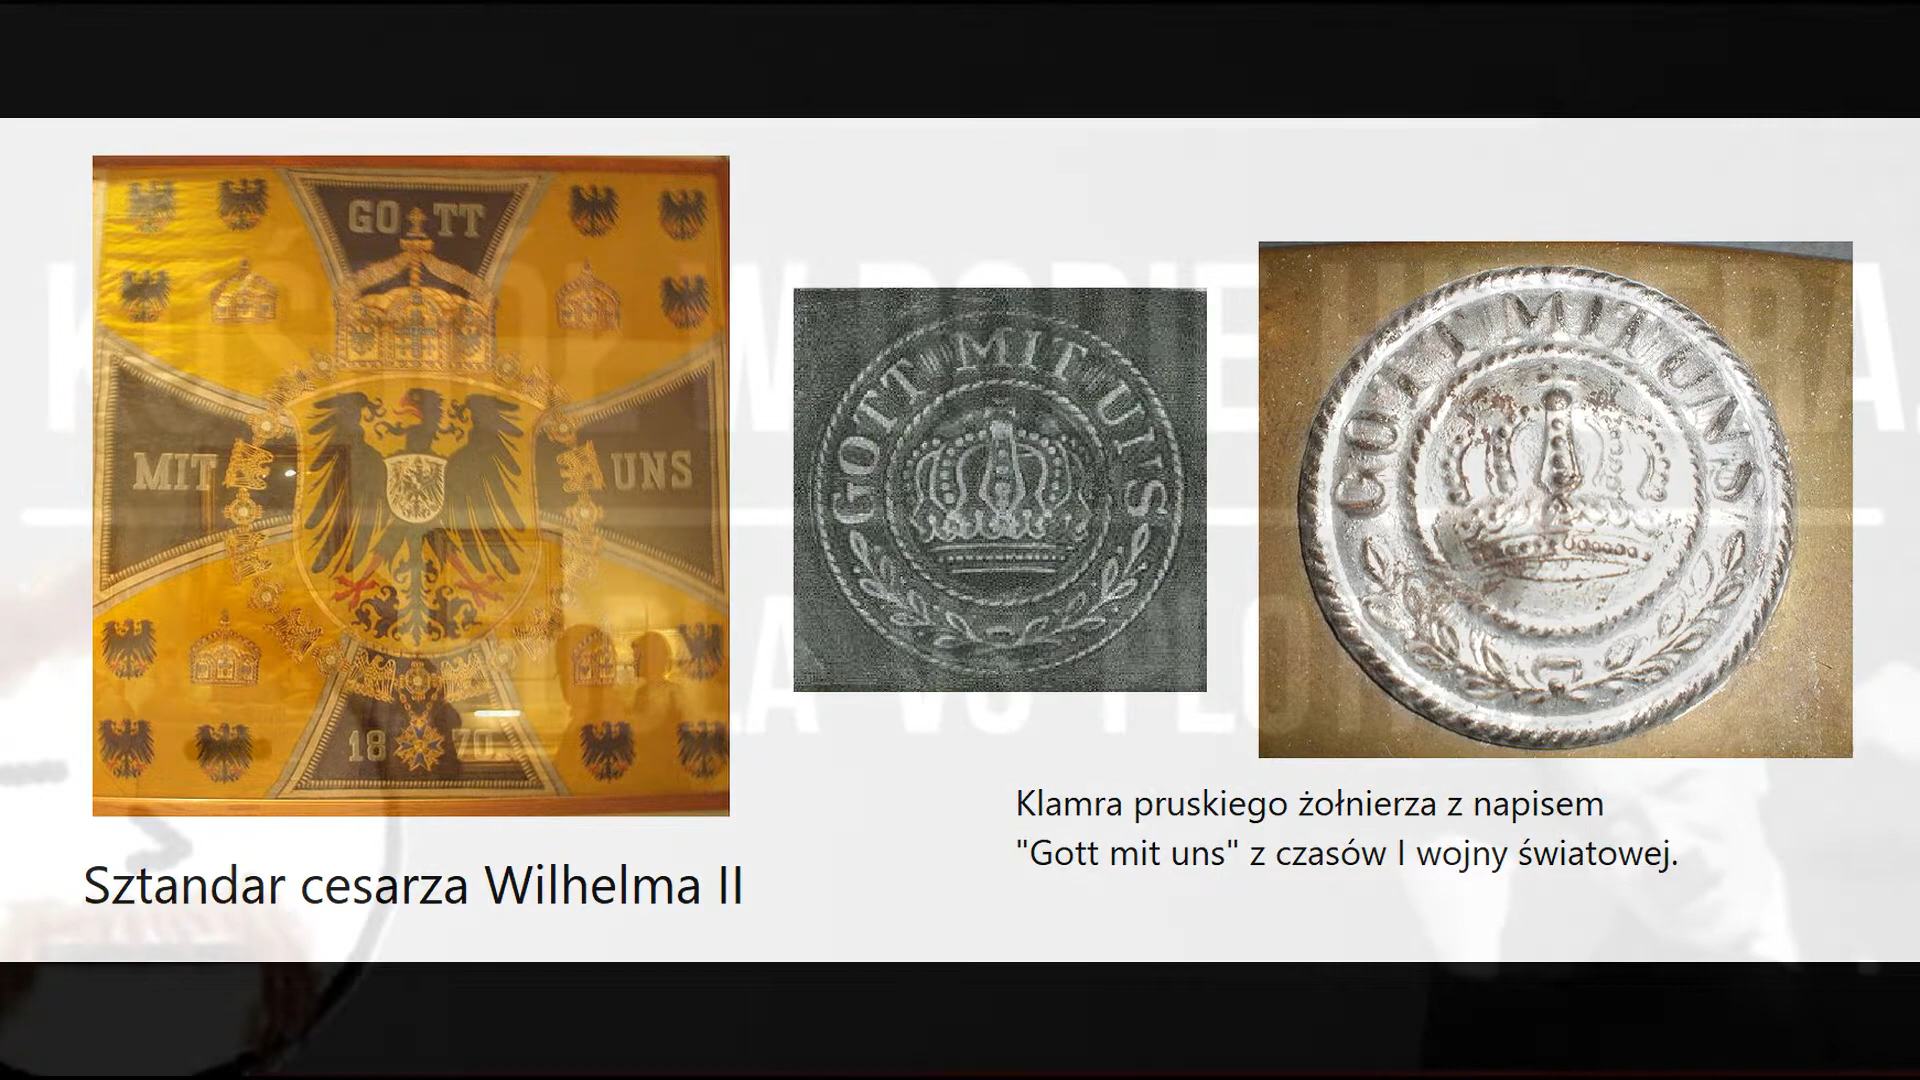 GOTT
MIT UNS
1870
GOTT MIT UNS
GOTT MIT UNS
Klamra pruskiego żołnierza z napisem
"Gott mit uns" z czasów I wojny światowej.
Sztandar cesarza Wilhelma II